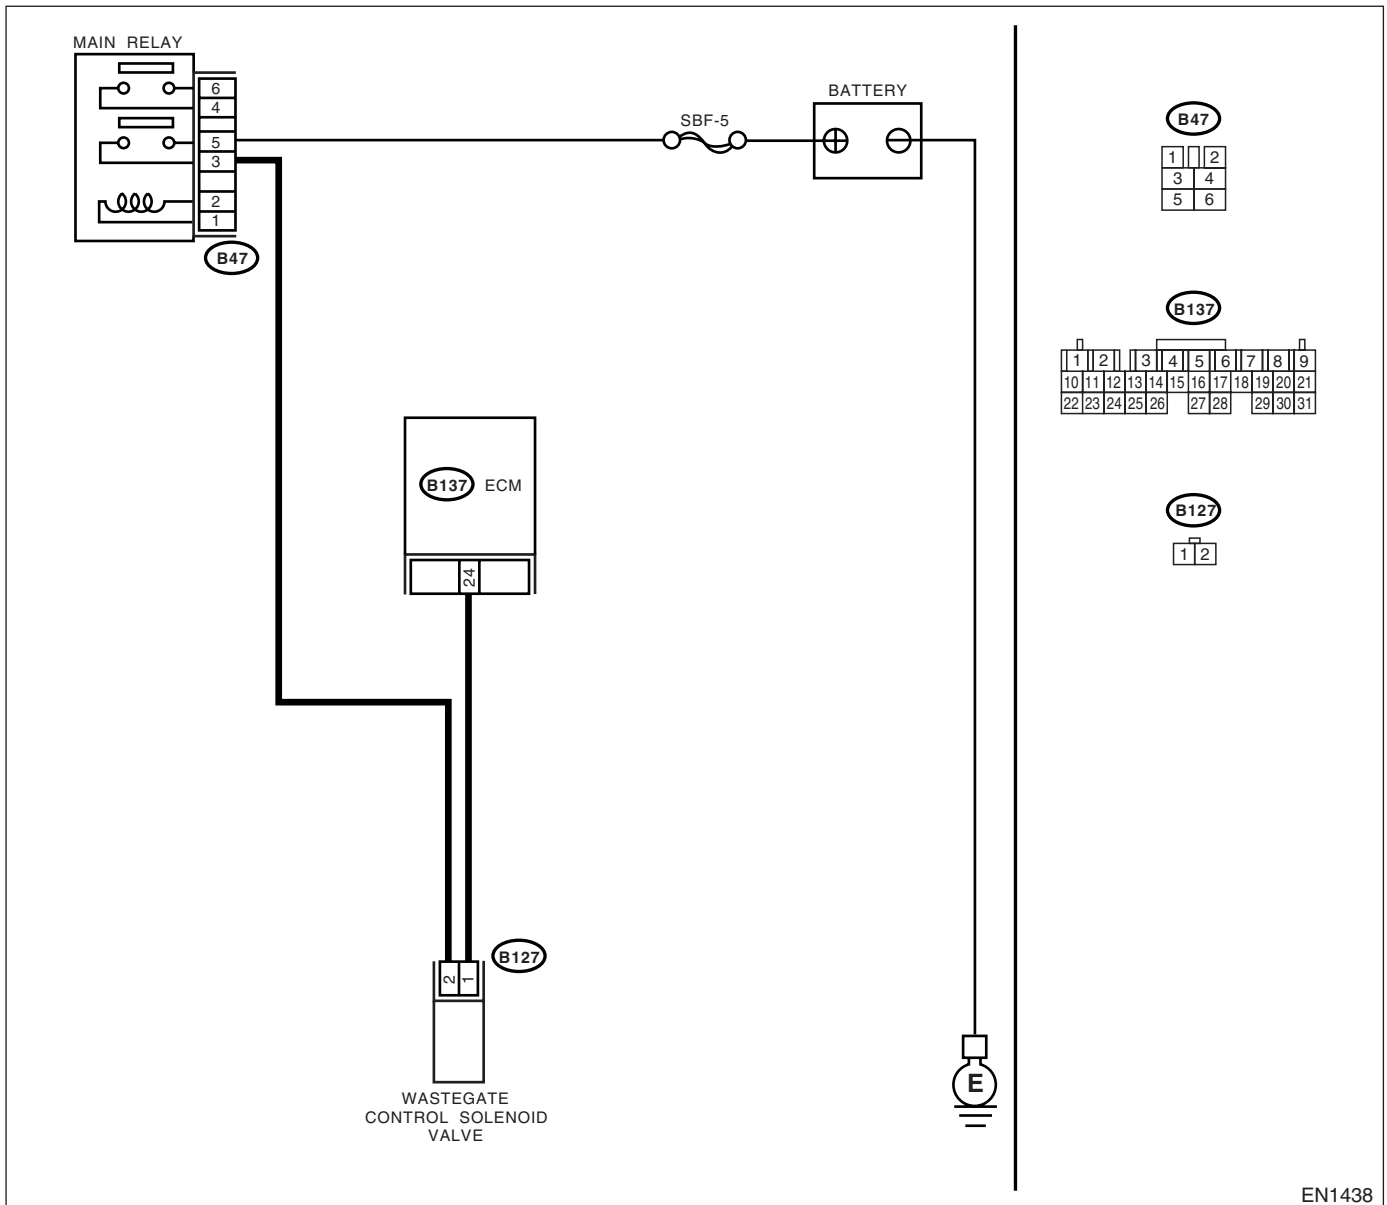 MAIN RELAY
6
4
5
3
2
1
B47
SBF-5
BATTERY
B137 ECM
24
B127
2 1
WASTEGATE
CONTROL SOLENOID
VALVE
E
B47
1 2
3 4
5 6
B137
1 2 3 4 5 6 7 8 9
10 11 12 13 14 15 16 17 18 19 20 21
22 23 24 25 26 27 28 29 30 31
B127
1 2
EN1438